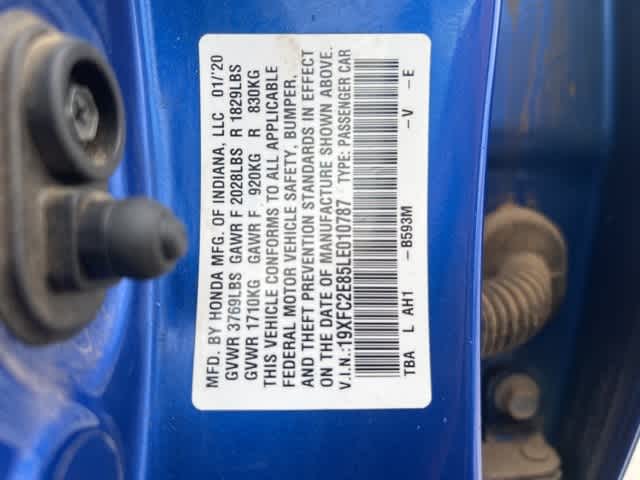 MFD. BY HONDA MFG. OF INDIANA, LLC 01/'20
GVWR 3769LBS GAWR F 2028LBS R 1829LBS
GVWR 1710KG GAWR F 920KG R 830KG
THIS VEHICLE CONFORMS TO ALL APPLICABLE
FEDERAL MOTOR VEHICLE SAFETY, BUMPER,
AND THEFT PREVENTION STANDARDS IN EFFECT
ON THE DATE OF MANUFACTURE SHOWN ABOVE.
V.I.N.:19XFC2E85LE010787 TYPE: PASSENGER CAR
TBA L AH1 -B593M -V -E